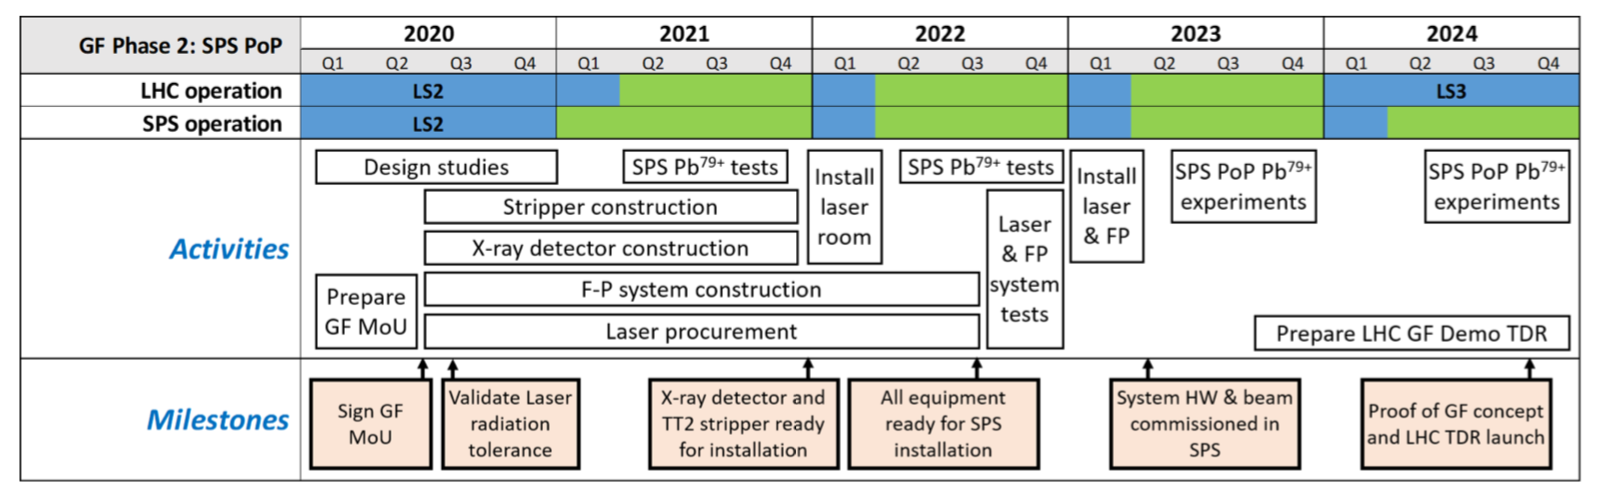 GF Phase 2: SPS PoP
2020 2021 2022 2023 2024
Q1 Q2 Q3 Q4 Q1 Q2 Q3 Q4 Q1 Q2 Q3 Q4 Q1 Q2 Q3 Q4 Q1 Q2 Q3 Q4
LHC operation LS2 LS3
SPS operation LS2
Activities
Design studies
SPS Pb79+ tests
Install
laser
room
SPS Pb79+ tests
Install
laser
& FP
SPS PoP Pb79+
experiments
SPS PoP Pb79+
experiments
Stripper construction
X-ray detector construction
Laser
& FP
system
tests
Prepare
GF MoU
F-P system construction
Laser procurement
Prepare LHC GF Demo TDR
Milestones
Sign GF
MoU
Validate Laser
radiation
tolerance
X-ray detector and
TT2 stripper ready
for installation
All equipment
ready for SPS
installation
System HW & beam
commissioned in
SPS
Proof of GF concept
and LHC TDR launch